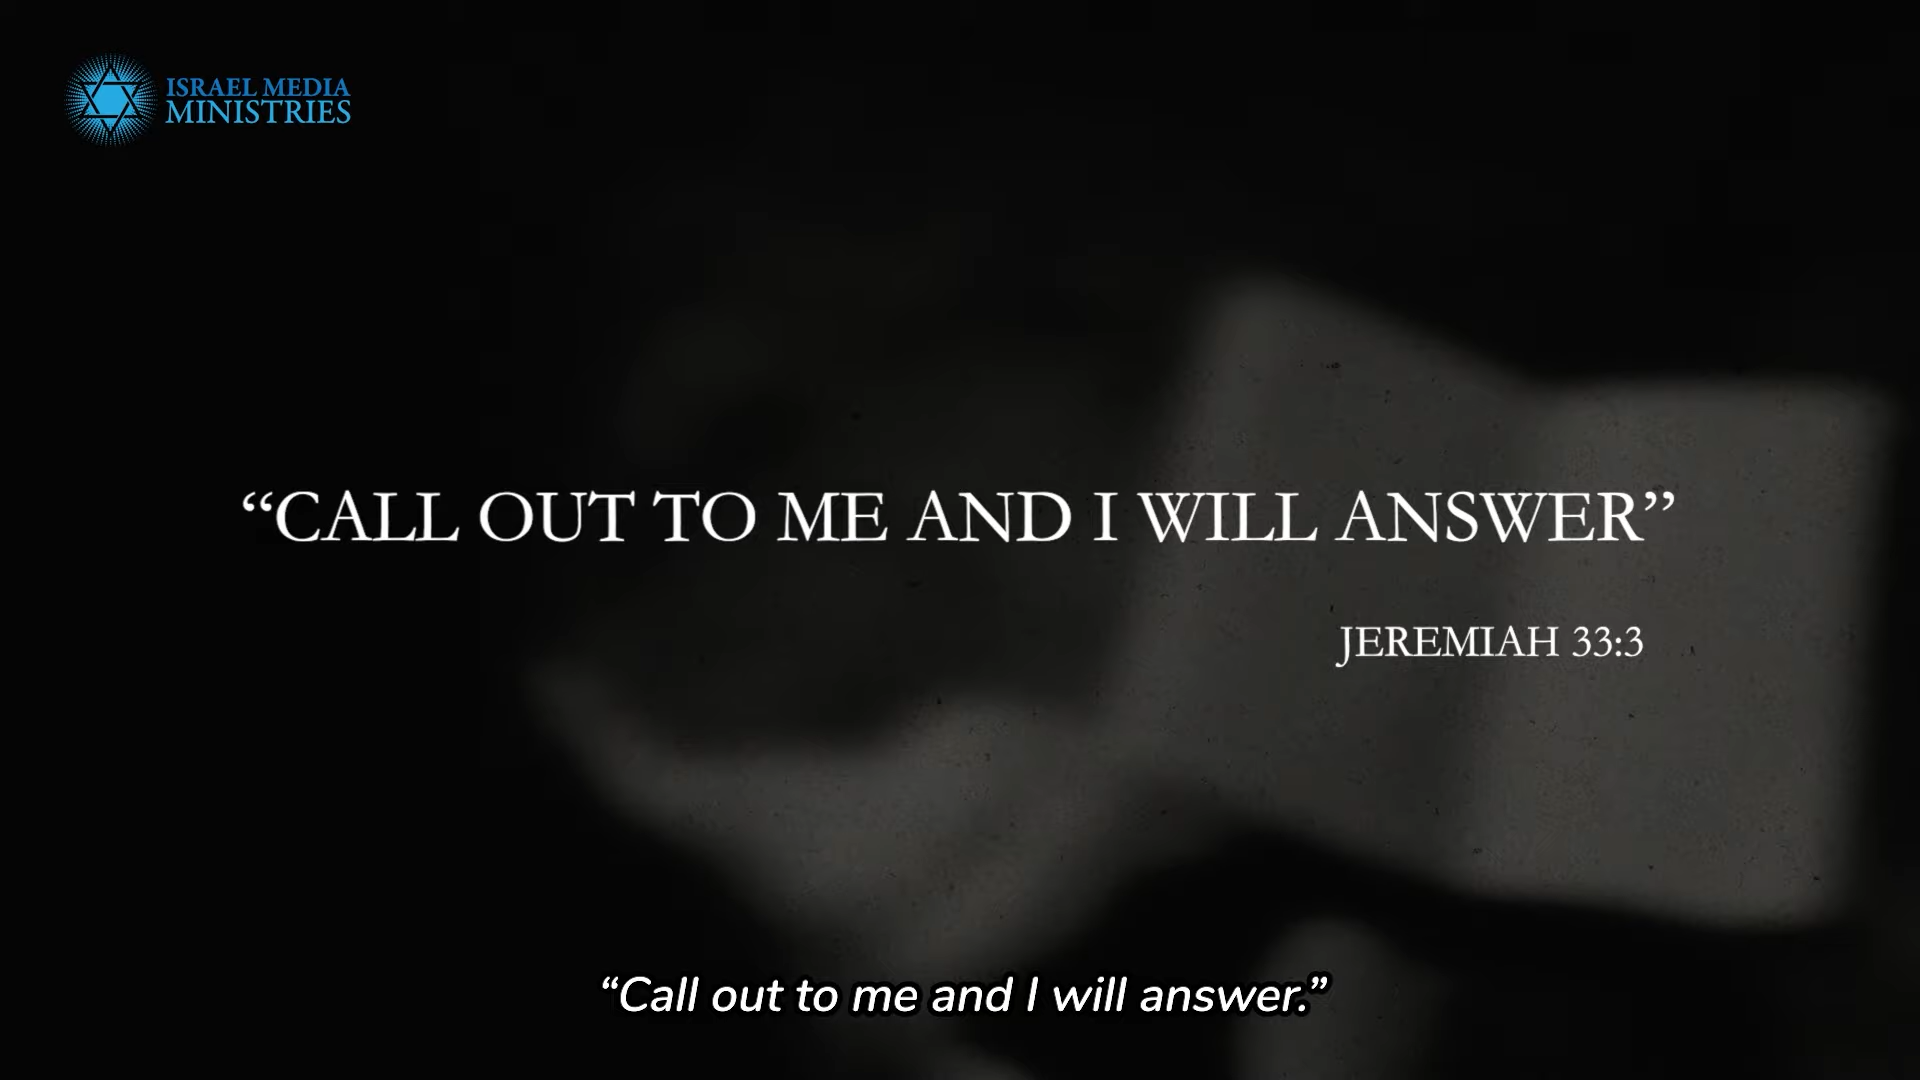 ISRAEL MEDIA
MINISTRIES
“CALL OUT TO ME AND I WILL ANSWER”
JEREMIAH 33:3
“Call out to me and I will answer.”